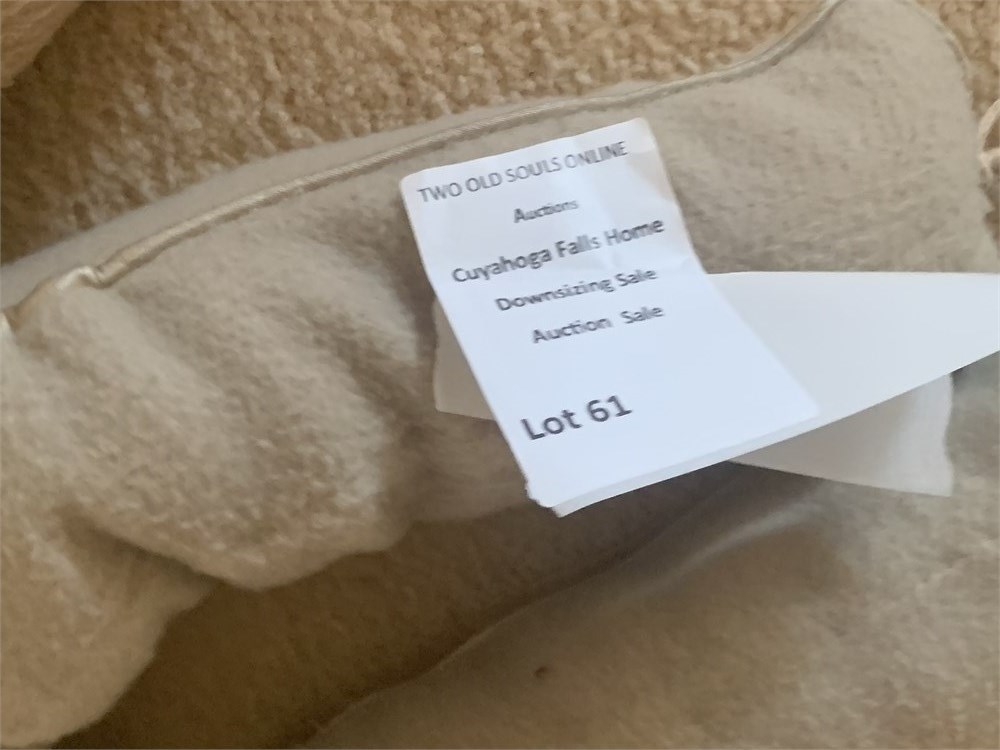 TWO OLD SOULS ONLINE
Auctions
Cuyahoga Falls Home
Downsizing Sale
Auction Sale
Lot 61